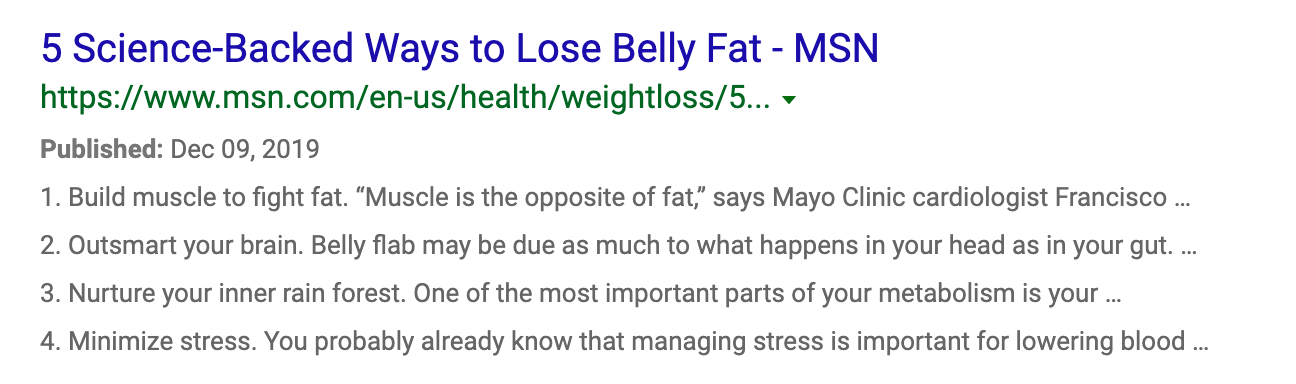 5 Science-Backed Ways to Lose Belly Fat - MSN
https://www.msn.com/en-us/health/weightloss/5...
Published: Dec 09, 2019
1. Build muscle to fight fat. “Muscle is the opposite of fat,” says Mayo Clinic cardiologist Francisco ...
2. Outsmart your brain. Belly flab may be due as much to what happens in your head as in your gut. ...
3. Nurture your inner rain forest. One of the most important parts of your metabolism is your ...
4. Minimize stress. You probably already know that managing stress is important for lowering blood ...